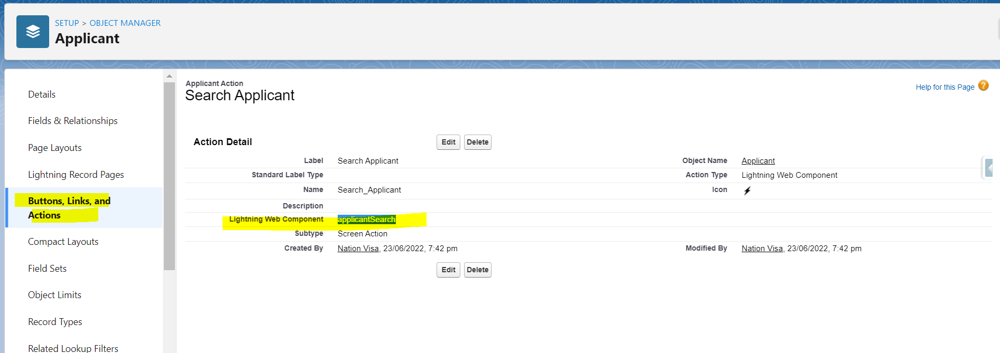 SETUP > OBJECT MANAGER
Applicant
Details
Fields & Relationships
Page Layouts
Lightning Record Pages
Buttons, Links, and
Actions
Compact Layouts
Field Sets
Object Limits
Record Types
Related Lookup Filters
Applicant Action
Search Applicant
Help for this Page ?
Action Detail Edit Delete
Label Search Applicant Object Name Applicant
Standard Label Type Action Type Lightning Web Component
Name Search_Applicant Icon
Description
Lightning Web Component applicantSearch
Subtype Screen Action
Created By Nation Visa, 23/06/2022, 7:42 pm Modified By Nation Visa, 23/06/2022, 7:42 pm
Edit Delete